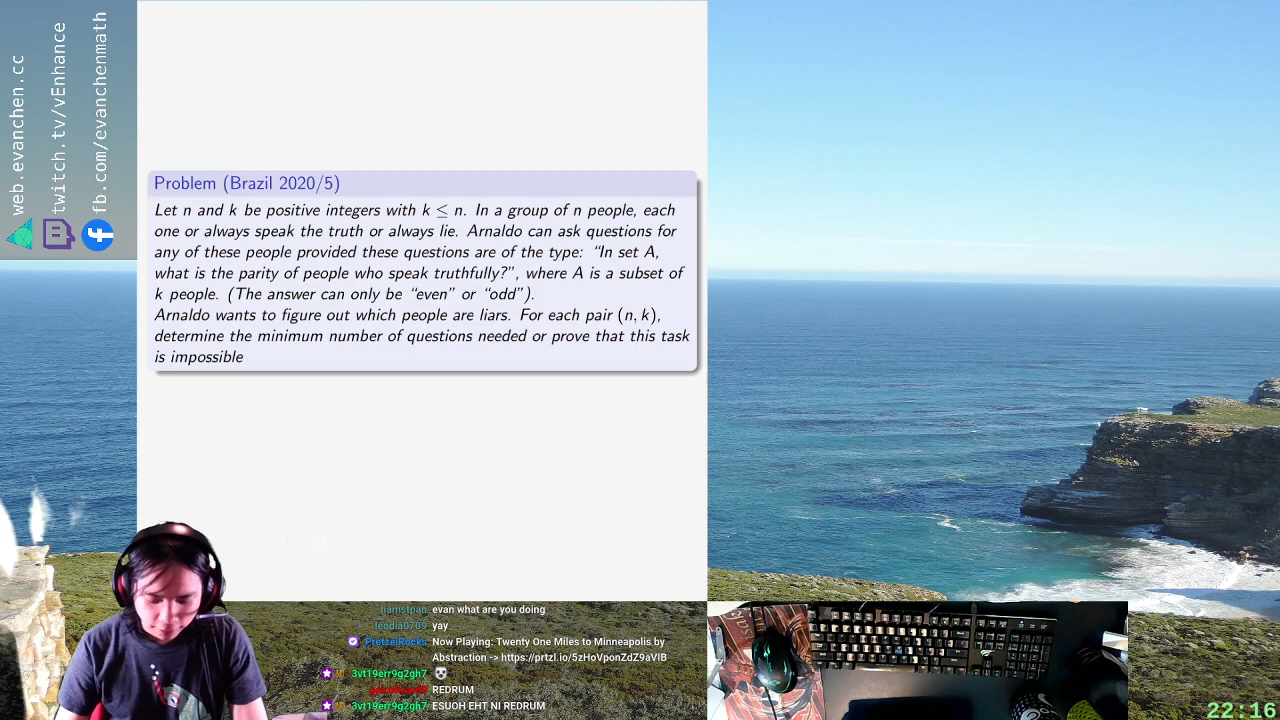 web.evanchen.cc
twitch.tv/vEnhance
fb.com/evanchenmath
Problem (Brazil 2020/5)
Let n and k be positive integers with k ≤ n. In a group of n people, each
one or always speak the truth or always lie. Arnaldo can ask questions for
any of these people provided these questions are of the type: “In set A,
what is the parity of people who speak truthfully?”, where A is a subset of
k people. (The answer can only be “even” or “odd”).
Arnaldo wants to figure out which people are liars. For each pair (n, k),
determine the minimum number of questions needed or prove that this task
is impossible
hamstpan evan what are you doing
leodia0709 yay
PretzelRocks Now Playing: Twenty One Miles to Minneapolis by
Abstraction -> https://prtzl.io/5zHoVponZdZ9aVIB
3vt19err9g2gh7
REDRUM
3vt19err9g2gh7 ESUOH EHT NI REDRUM
22:16